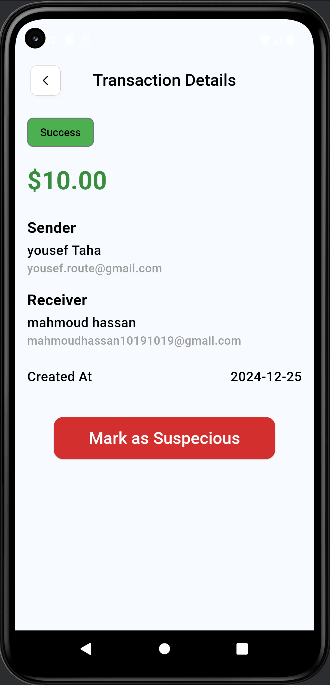 Transaction Details
Success
$10.00
Sender
yousef Taha
yousef.route@gmail.com
Receiver
mahmoud hassan
mahmoudhassan10191019@gmail.com
Created At 2024-12-25
Mark as Suspecious